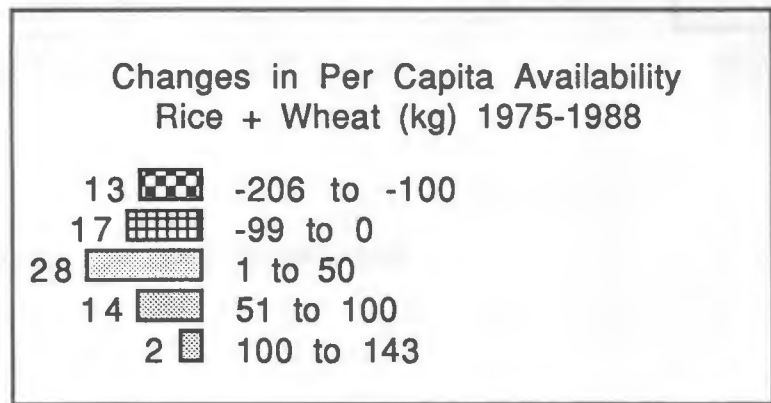 Changes in Per Capita Availability
Rice + Wheat (kg) 1975-1988
13 -206 to -100
17 -99 to 0
28 1 to 50
14 51 to 100
2 100 to 143